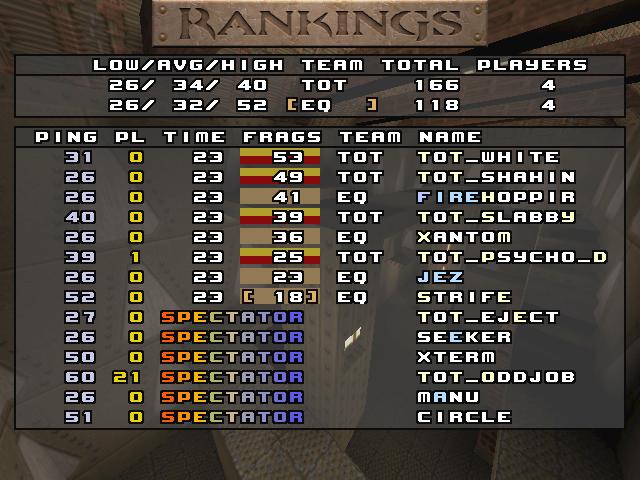 RANKINGS
LOW/AVG/HIGH TEAM TOTAL PLAYERS
26/ 34/ 40 TOT 166 4
26/ 32/ 52 [EQ ] 118 4
PING PL TIME FRAGS TEAM NAME
31 0 23 53 TOT TOT_WHITE
26 0 23 49 TOT TOT_SHAHIN
26 0 23 41 EQ FIREHOPPIR
40 0 23 39 TOT TOT_SLABBY
26 0 23 36 EQ XANTOM
39 1 23 25 TOT TOT_PSYCHO_D
26 0 23 23 EQ JEZ
52 0 23 [ 18] EQ STRIFE
27 0 SPECTATOR TOT_EJECT
26 0 SPECTATOR SEEKER
50 0 SPECTATOR XTERM
60 21 SPECTATOR TOT_ODDJOB
26 0 SPECTATOR MANU
51 0 SPECTATOR CIRCLE